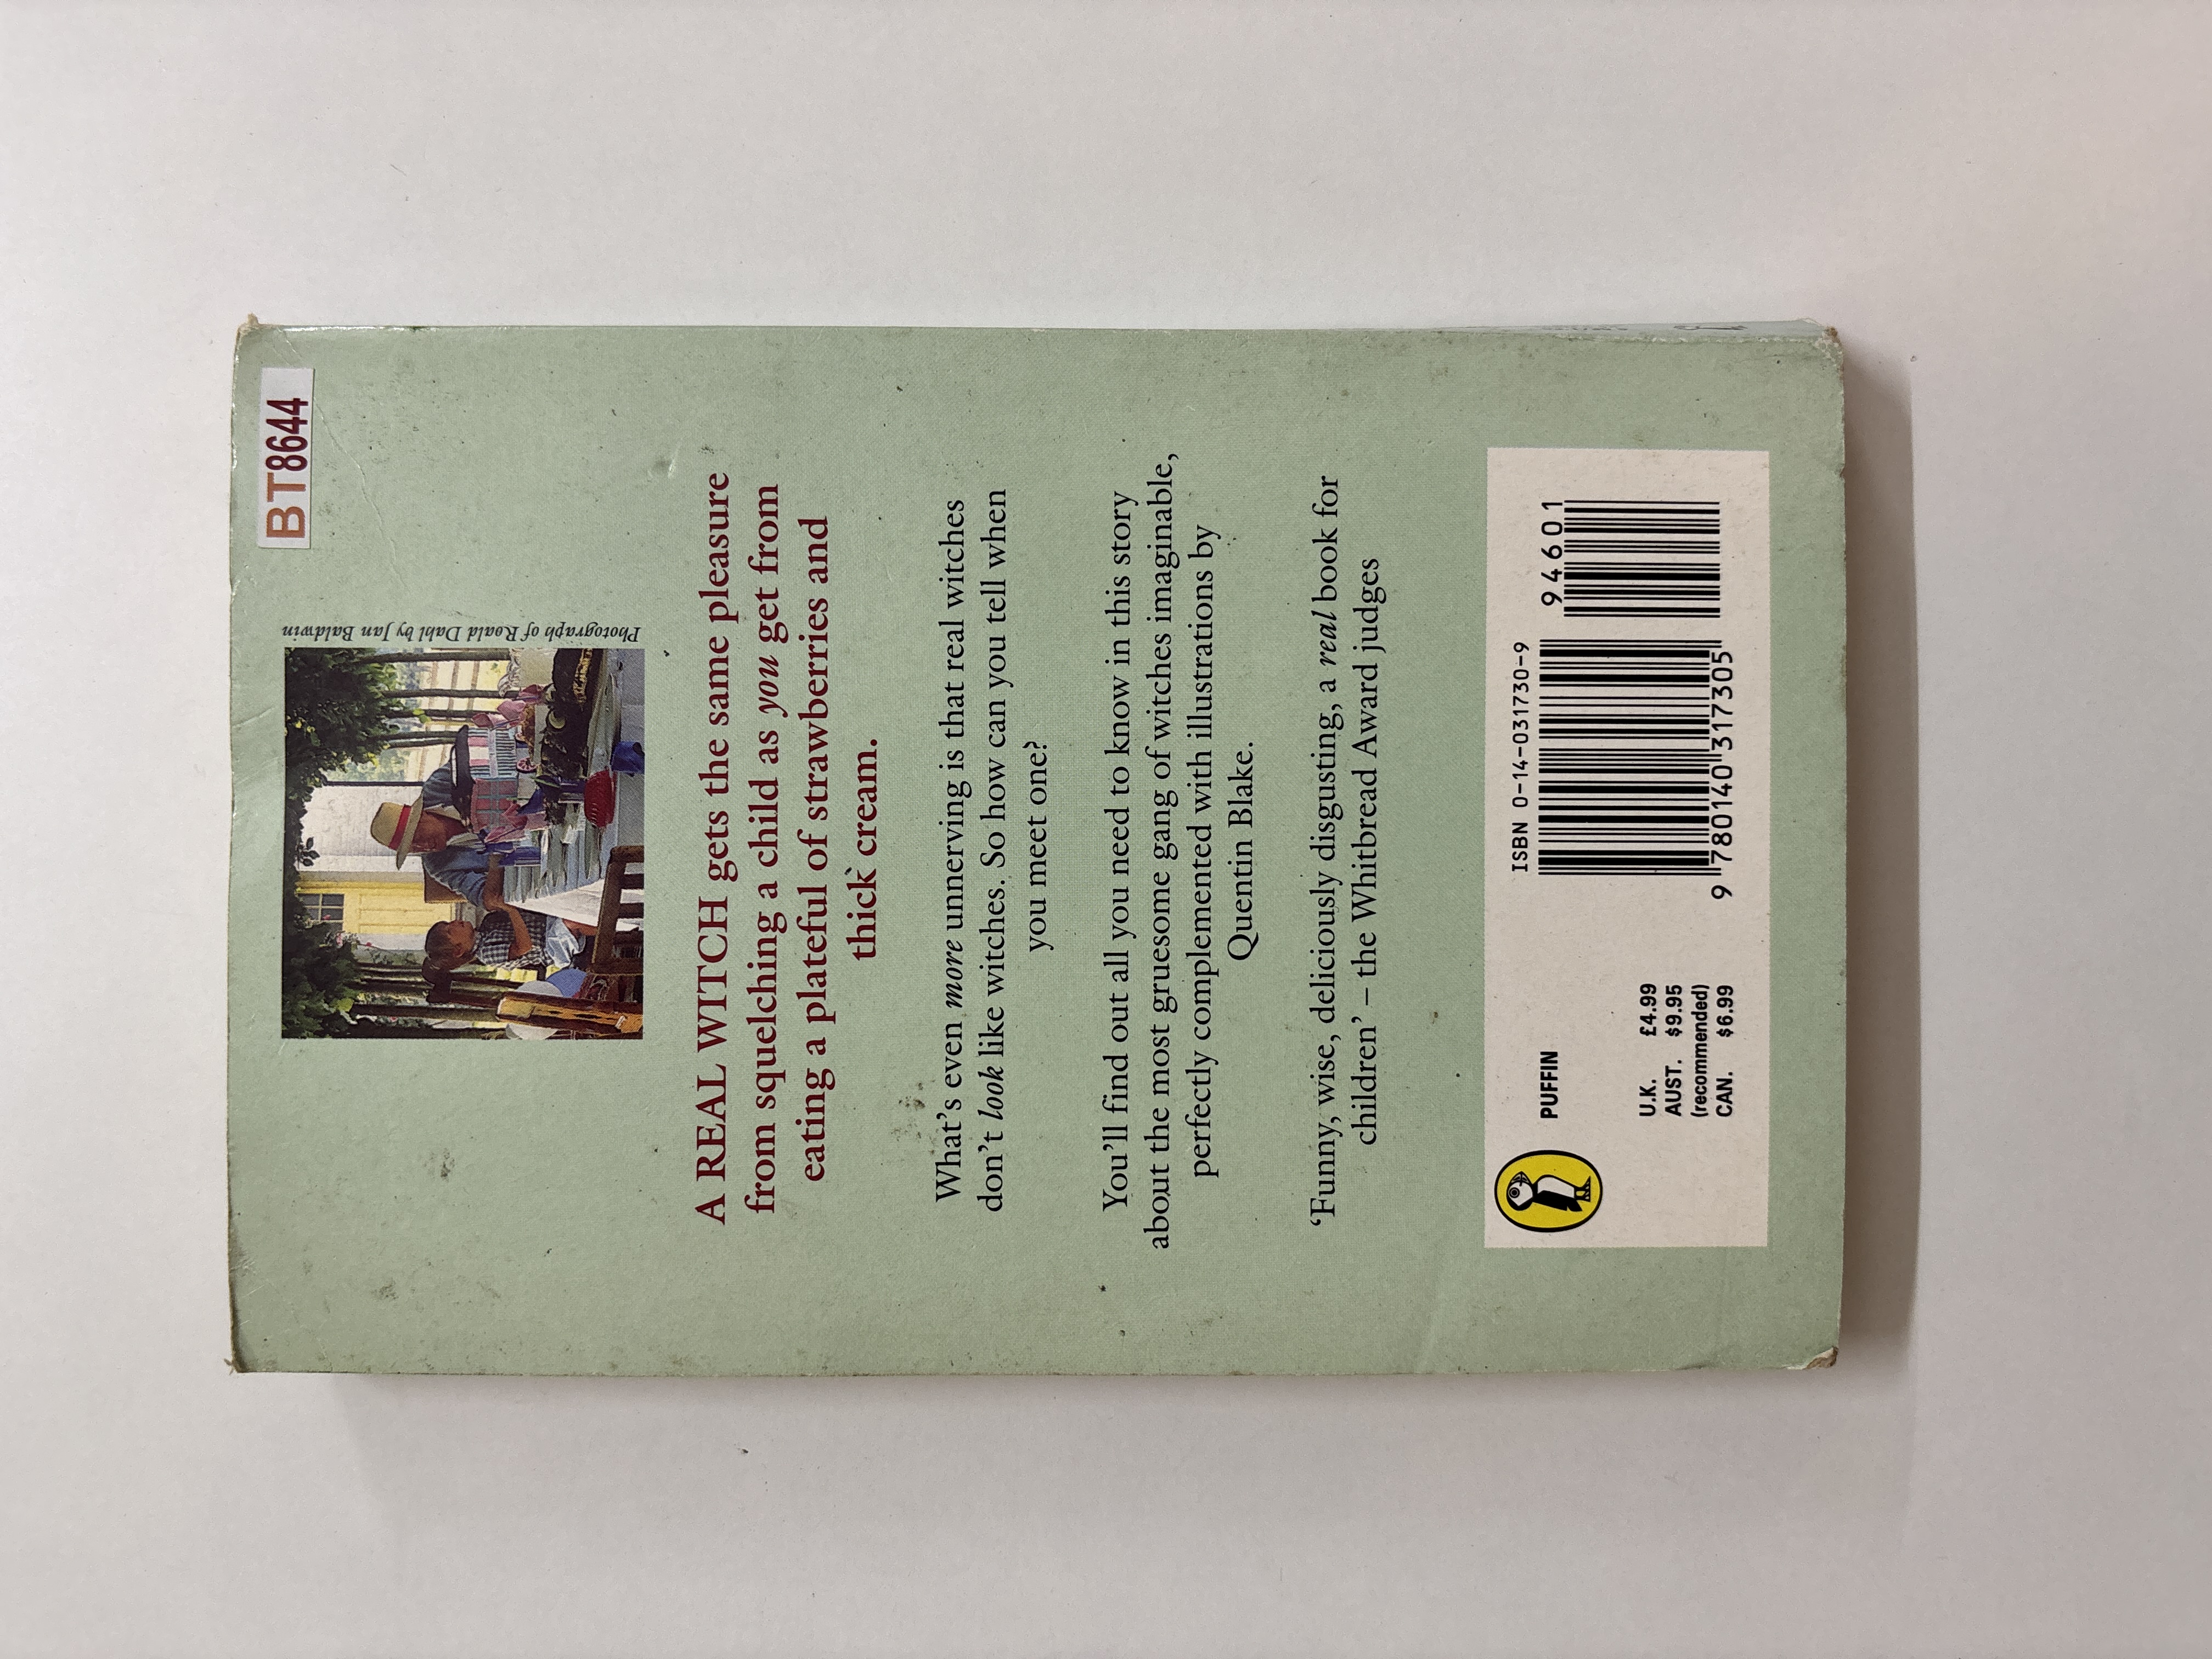 BT8644
Photograph of Roald Dahl by Jan Baldwin
A REAL WITCH gets the same pleasure
from squelching a child as you get from
eating a plateful of strawberries and
thick cream.
What's even more unnerving is that real witches
don't look like witches. So how can you tell when
you meet one?
You'll find out all you need to know in this story
about the most gruesome gang of witches imaginable,
perfectly complemented with illustrations by
Quentin Blake.
‘Funny, wise, deliciously disgusting, a real book for
children’ – the Whitbread Award judges
PUFFIN
U.K. £4.99
AUST. $9.95
(recommended)
CAN. $6.99
ISBN 0-14-031730-9
94601
9 780140 317305